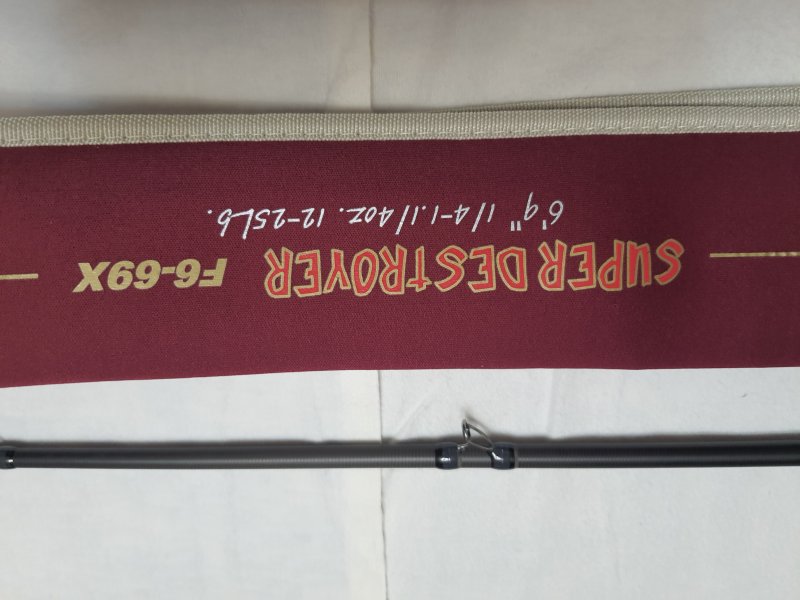 SUPER DESTROYER F6-69X
6'9" 1/4-1.1/4oz. 12-25Lb.